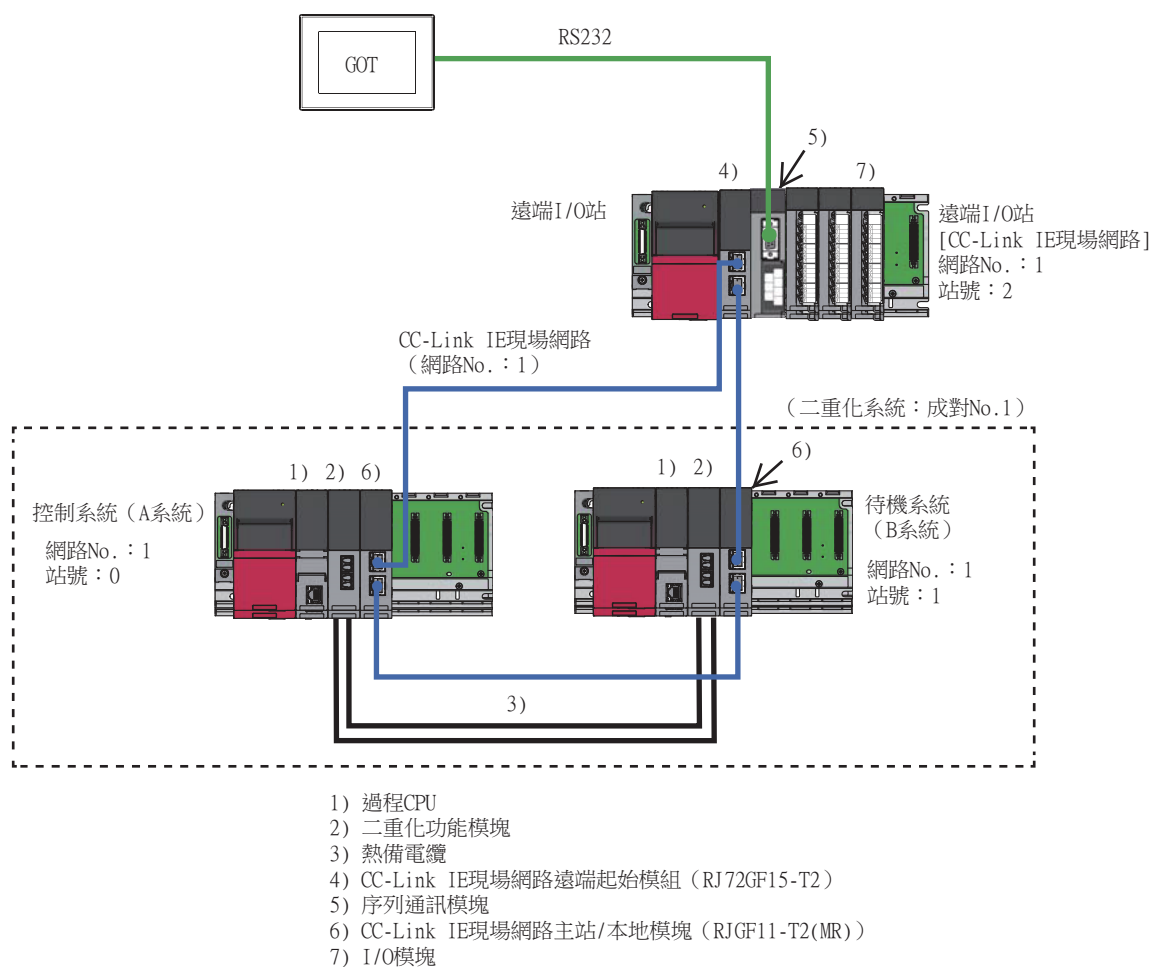 RS232
GOT
5)
4)
7)
遠端I/O站
遠端I/O站
[CC-Link IE現場網路]
網路No.：1
站號：2
CC-Link IE現場網路
（網路No.：1）
（二重化系統：成對No.1）
6)
1) 2) 6)
1) 2)
控制系統（A系統）
網路No.：1
站號：0
待機系統
（B系統）
網路No.：1
站號：1
3)
1) 過程CPU
2) 二重化功能模塊
3) 熱備電纜
4) CC-Link IE現場網路遠端起始模組（RJ72GF15-T2）
5) 序列通訊模塊
6) CC-Link IE現場網路主站/本地模塊（RJGF11-T2(MR)）
7) I/O模塊